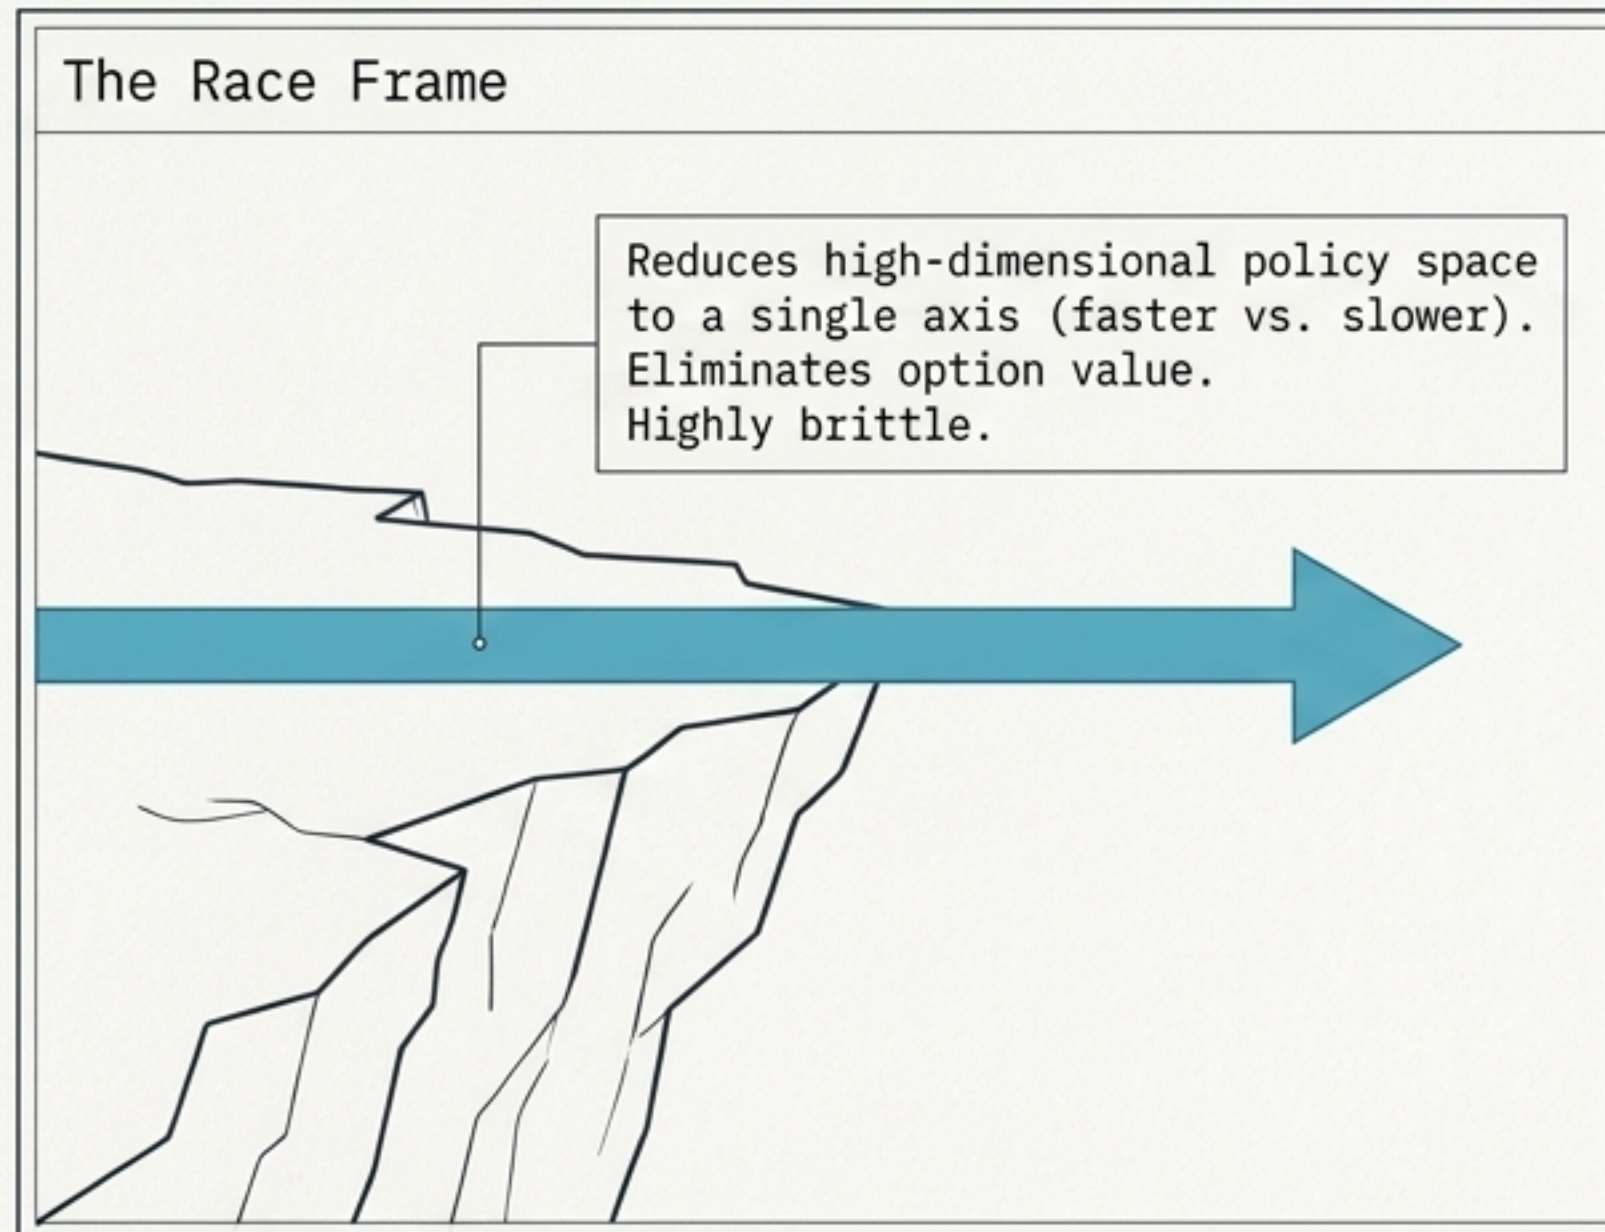 The Race Frame
Reduces high-dimensional policy space
to a single axis (faster vs. slower).
Eliminates option value.
Highly brittle.